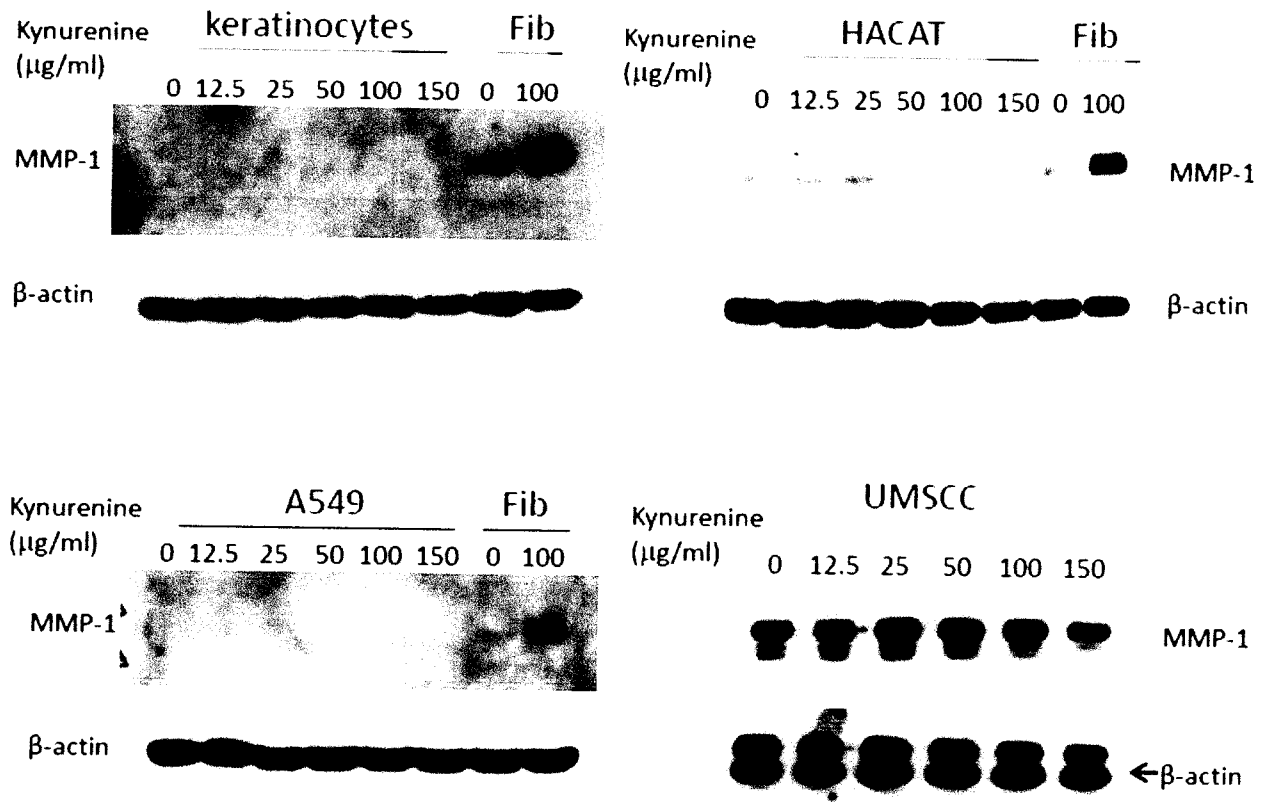 Kynurenine
(μg/ml)
keratinocytes
Fib
0 12.5 25 50 100 150 0 100
MMP-1
β-actin
Kynurenine
(μg/ml)
HACAT
Fib
0 12.5 25 50 100 150 0 100
MMP-1
β-actin
Kynurenine
(μg/ml)
A549
Fib
0 12.5 25 50 100 150 0 100
MMP-1
β-actin
Kynurenine
(μg/ml)
UMSCC
0 12.5 25 50 100 150
MMP-1
β-actin